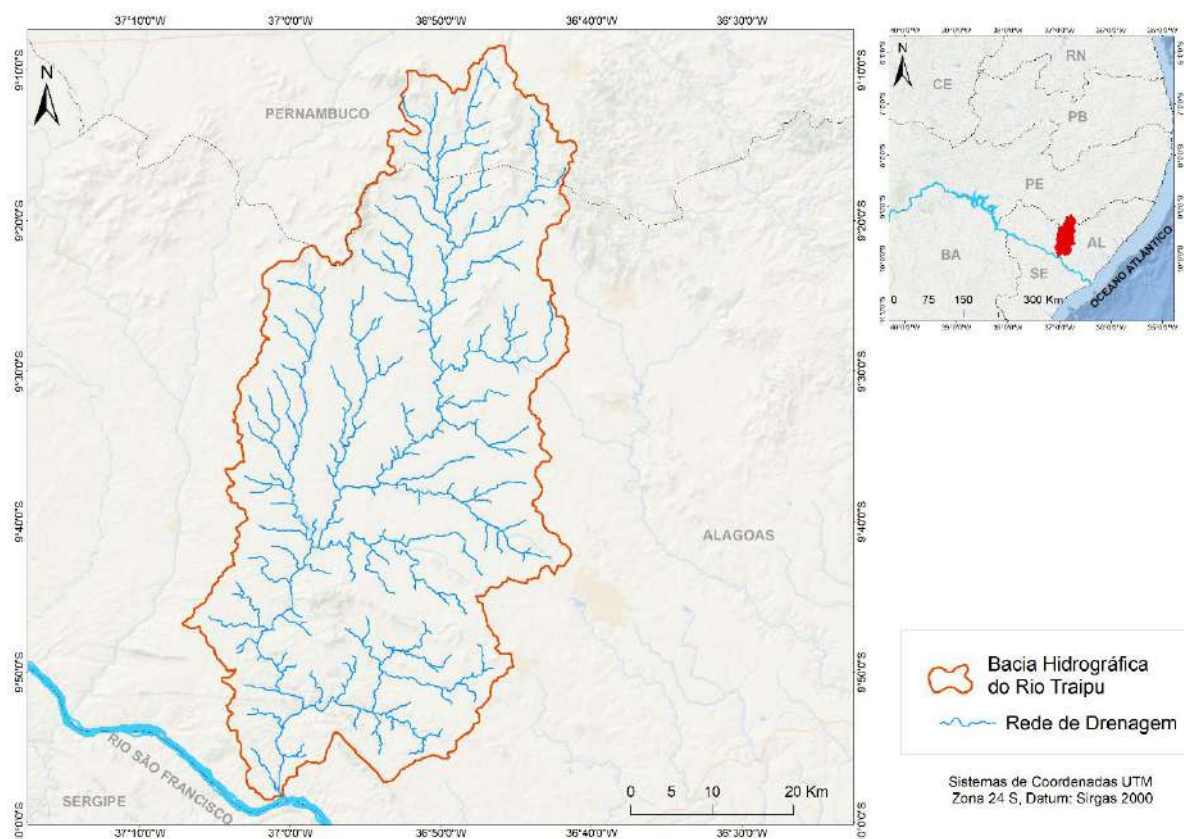 37°10'0"W 37°0'0"W 36°50'0"W 36°40'0"W 36°30'0"W
N
PERNAMBUCO
9°10'0"S
9°20'0"S
9°30'0"S
9°40'0"S
9°50'0"S
ALAGOAS
RIO SÃO FRANCISCO
SERGIPE
0 5 10 20 Km
37°10'0"W 37°0'0"W 36°50'0"W 36°40'0"W 36°30'0"W
9°10'0"S
9°20'0"S
9°30'0"S
9°40'0"S
9°50'0"S
N
RN
CE
PB
PE
AL
BA
SE
OCEANO ATLÂNTICO
0 75 150 300 Km
Bacia Hidrográfica
do Rio Traipu
Rede de Drenagem
Sistemas de Coordenadas UTM
Zona 24 S, Datum: Sirgas 2000